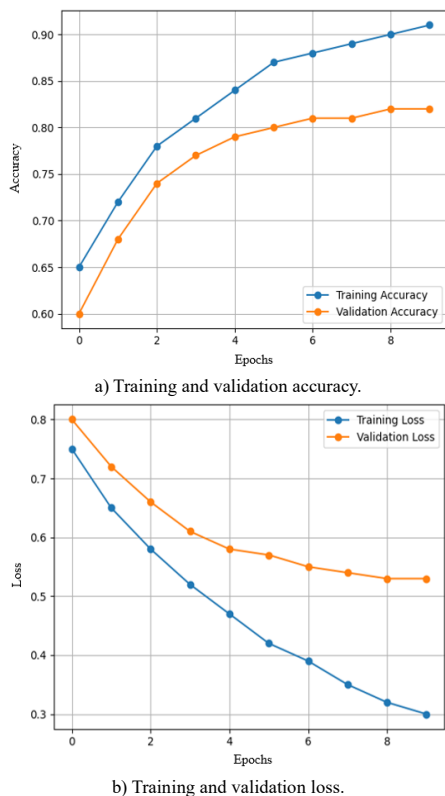 0.90
0.85
0.80
0.75
0.70
0.65
0.60
Accuracy
Training Accuracy
Validation Accuracy
0 2 4 6 8
Epochs
a) Training and validation accuracy.
0.8
0.7
0.6
0.5
0.4
0.3
Loss
Training Loss
Validation Loss
0 2 4 6 8
Epochs
b) Training and validation loss.